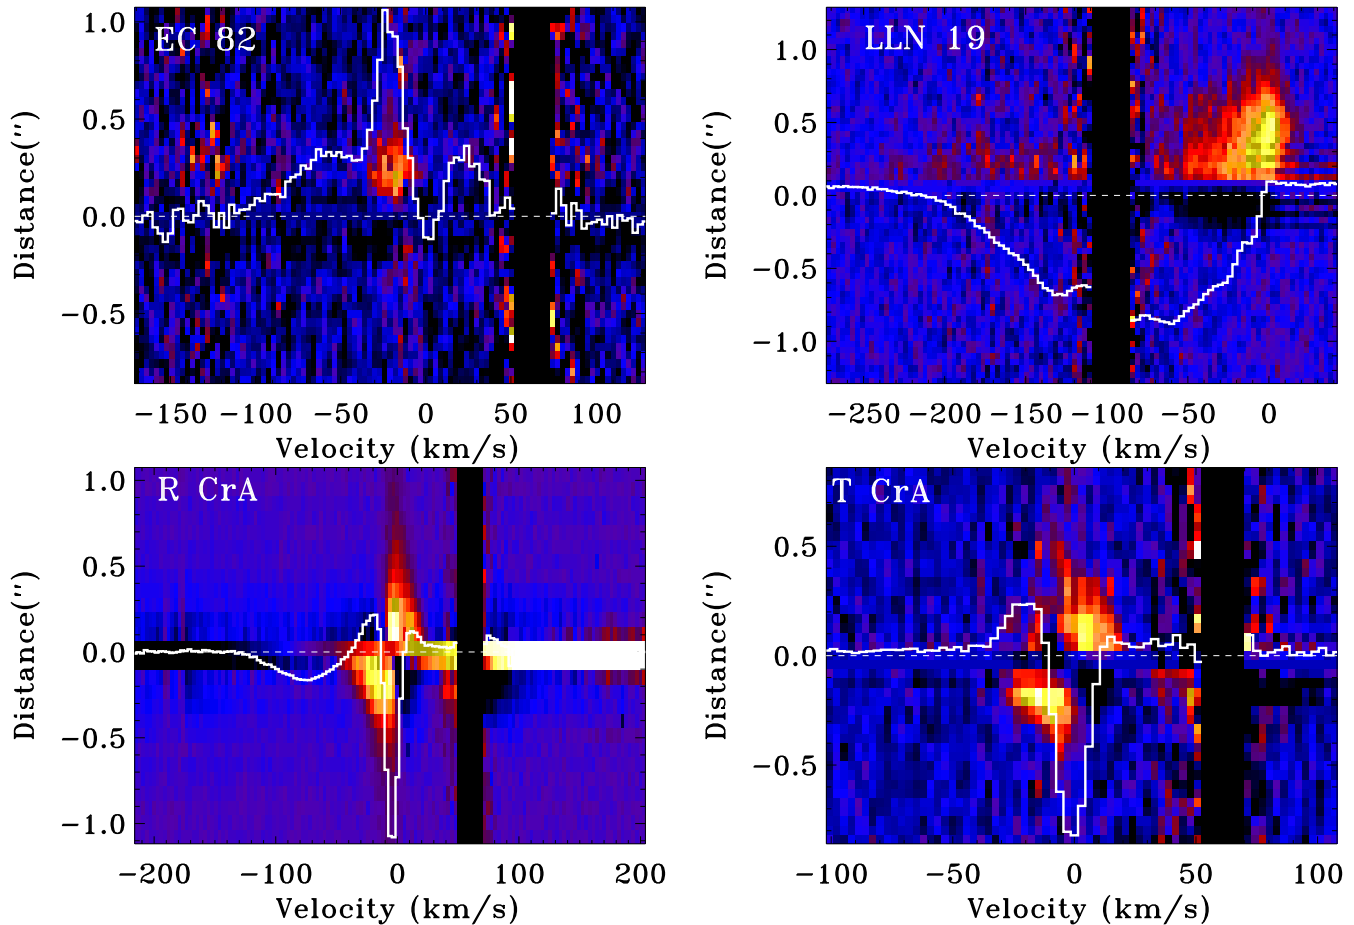 EC 82
1.0
0.5
0.0
−0.5
Distance(")
−150 −100 −50 0 50 100
Velocity (km/s)
LLN 19
1.0
0.5
0.0
−0.5
−1.0
Distance(")
−250 −200 −150 −100 −50 0
Velocity (km/s)
R CrA
1.0
0.5
0.0
−0.5
−1.0
Distance(")
−200 −100 0 100 200
Velocity (km/s)
T CrA
0.5
0.0
−0.5
Distance(")
−100 −50 0 50 100
Velocity (km/s)